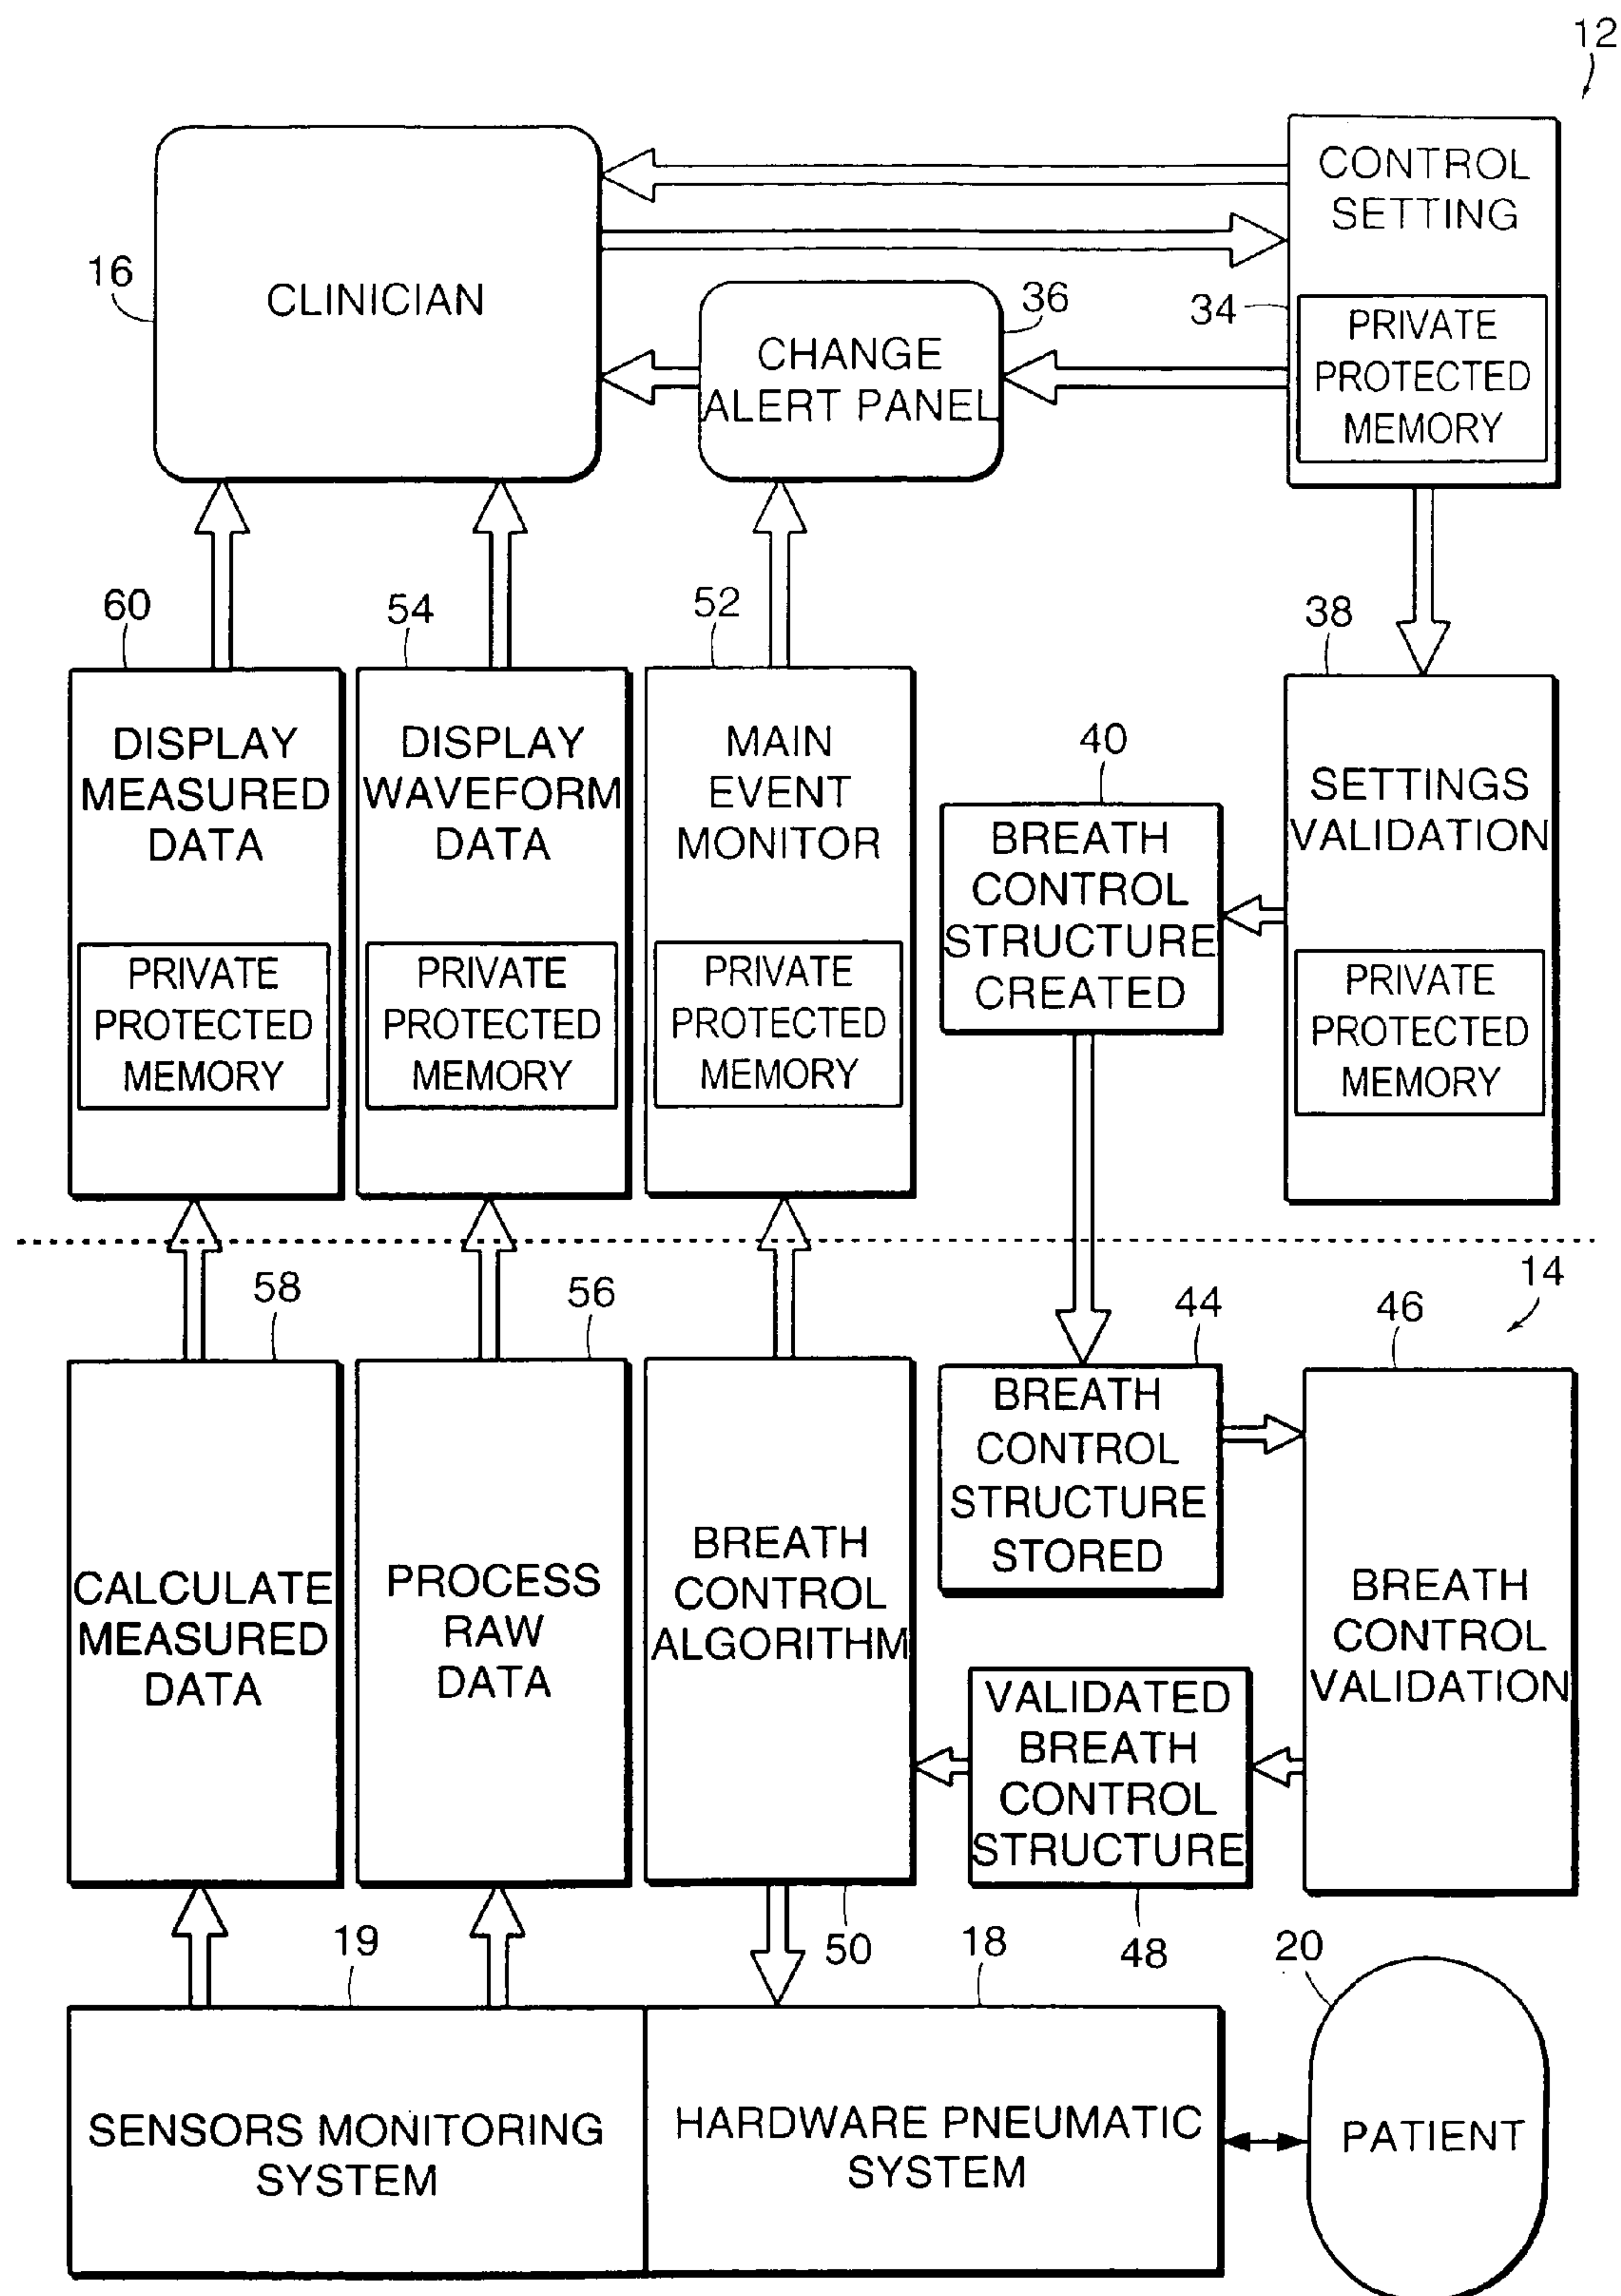 12
CLINICIAN
16
CONTROL
SETTING
34
PRIVATE
PROTECTED
MEMORY
36
CHANGE
ALERT PANEL
60
DISPLAY
MEASURED
DATA
PRIVATE
PROTECTED
MEMORY
54
DISPLAY
WAVEFORM
DATA
PRIVATE
PROTECTED
MEMORY
52
MAIN
EVENT
MONITOR
PRIVATE
PROTECTED
MEMORY
40
BREATH
CONTROL
STRUCTURE
CREATED
38
SETTINGS
VALIDATION
PRIVATE
PROTECTED
MEMORY
14
58
CALCULATE
MEASURED
DATA
56
PROCESS
RAW
DATA
BREATH
CONTROL
ALGORITHM
50
44
BREATH
CONTROL
STRUCTURE
STORED
46
BREATH
CONTROL
VALIDATION
VALIDATED
BREATH
CONTROL
STRUCTURE
48
19
SENSORS MONITORING
SYSTEM
18
HARDWARE PNEUMATIC
SYSTEM
20
PATIENT